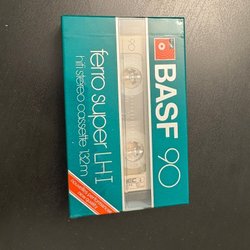 BASF 90
ferro super LH I
hifi stereo cassette 132m